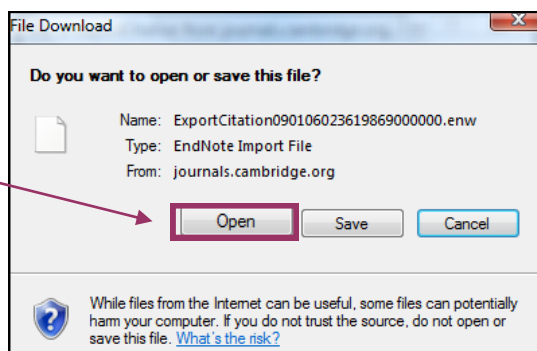 File Download
X
Do you want to open or save this file?
Name: ExportCitation090106023619869000000.enw
Type: EndNote Import File
From: journals.cambridge.org
Open Save Cancel
While files from the Internet can be useful, some files can potentially
harm your computer. If you do not trust the source, do not open or
save this file. What's the risk?